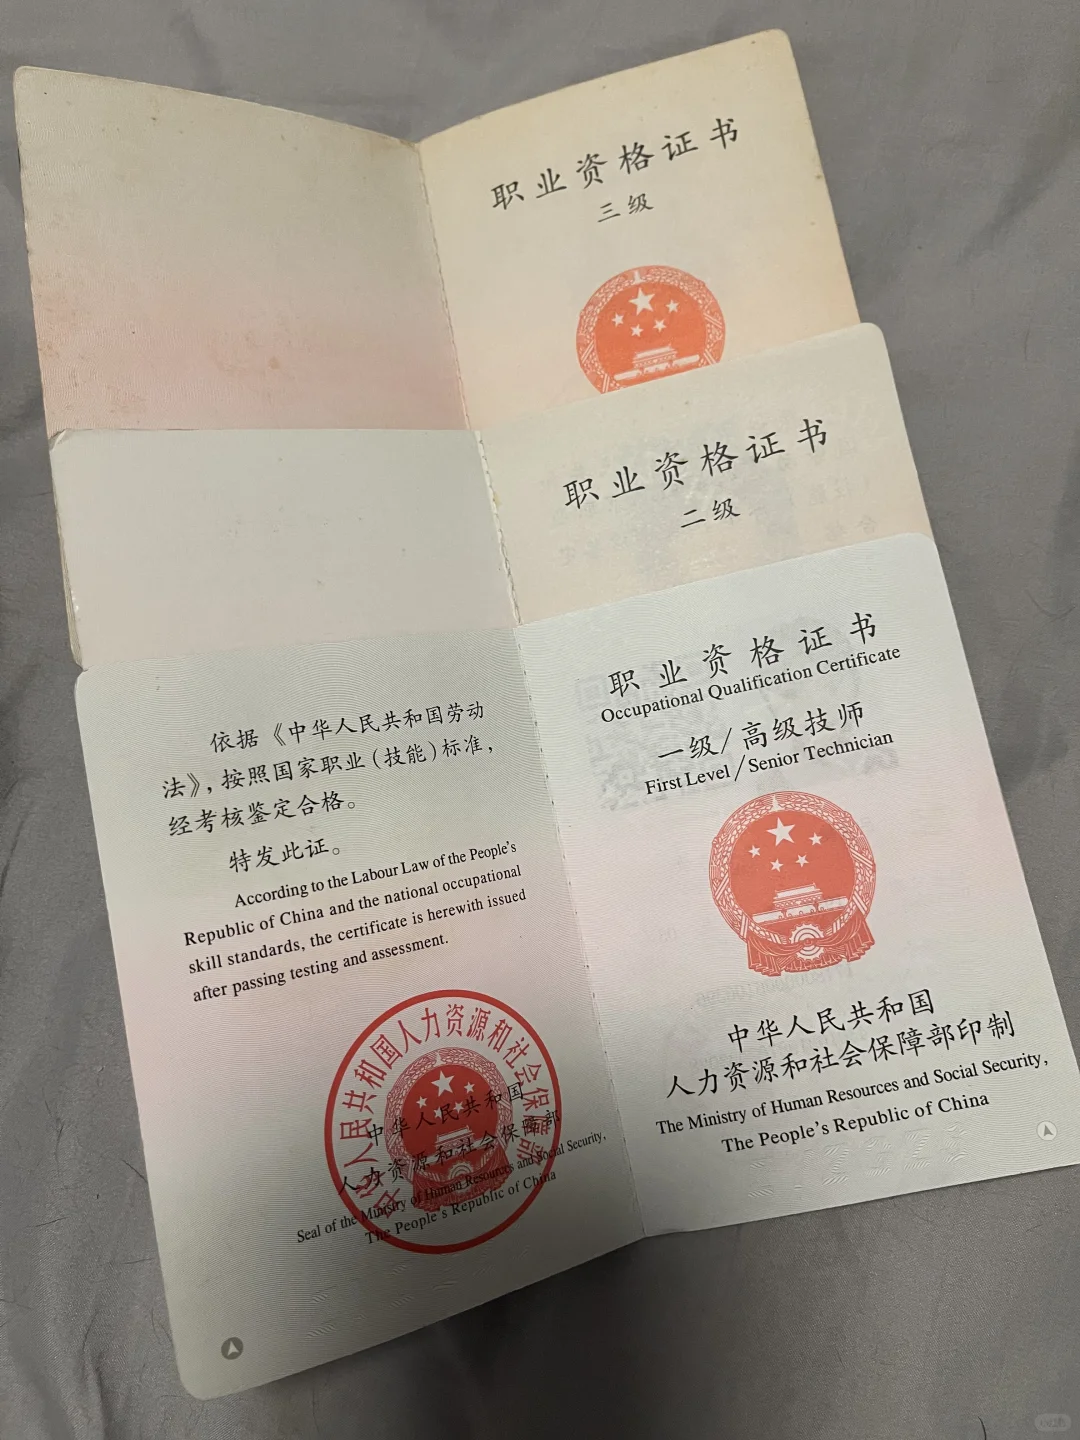 职业资格证书
三级
职业资格证书
二级
依据《中华人民共和国劳动
法》，按照国家职业（技能）标准，
经考核鉴定合格。
特发此证。
According to the Labour Law of the People's
Republic of China and the national occupational
skill standards, the certificate is herewith issued
after passing testing and assessment.
中华人民共和国人力资源和社会保障部
中华人民共和国
人力资源和社会保障部
Seal of the Ministry of Human Resources and Social Security,
The People's Republic of China
职业资格证书
Occupational Qualification Certificate
一级/高级技师
First Level/Senior Technician
中华人民共和国
人力资源和社会保障部印制
The Ministry of Human Resources and Social Security,
The People's Republic of China